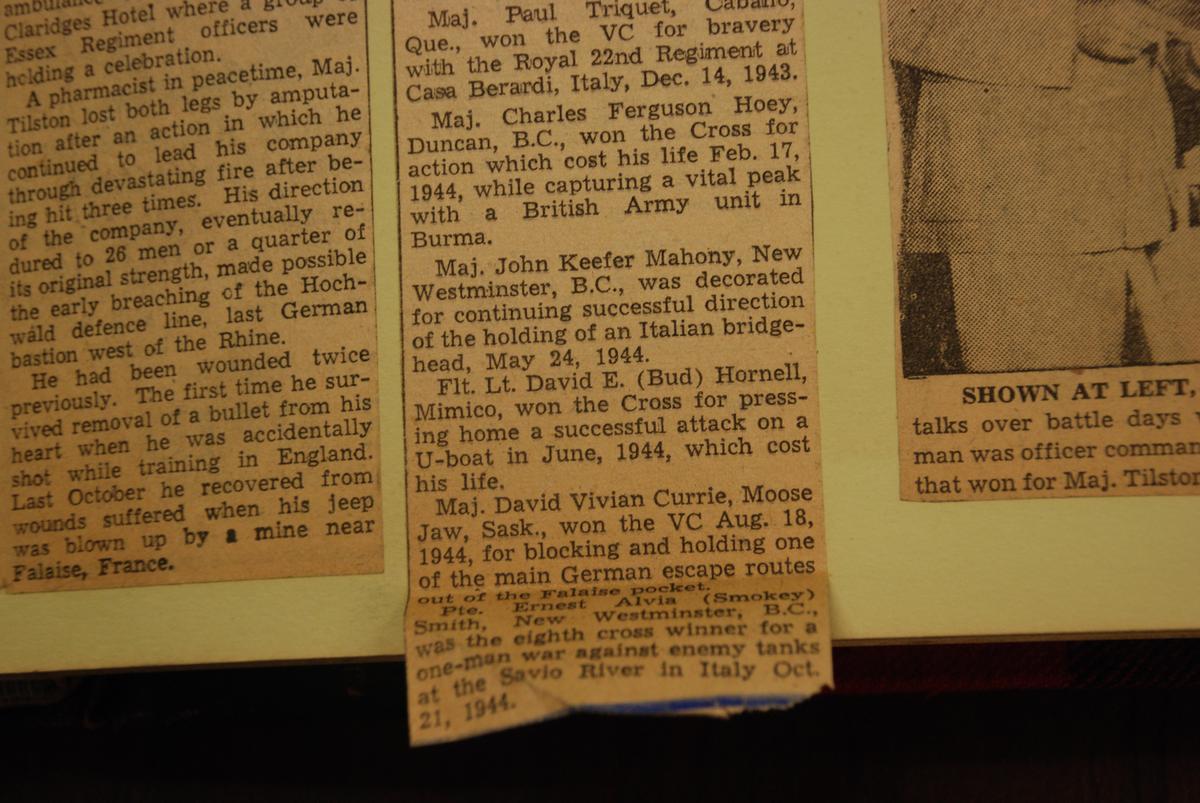 ambulance
Claridges Hotel where a group of
Essex Regiment officers were
holding a celebration.
A pharmacist in peacetime, Maj.
Tilston lost both legs by amputa-
tion after an action in which he
continued to lead his company
through devastating fire after be-
ing hit three times. His direction
of the company, eventually re-
dured to 26 men or a quarter of
its original strength, made possible
the early breaching of the Hoch-
wald defence line, last German
bastion west of the Rhine.
He had been wounded twice
previously. The first time he sur-
vived removal of a bullet from his
heart when he was accidentally
shot while training in England.
Last October he recovered from
wounds suffered when his jeep
was blown up by a mine near
Falaise, France.
Maj. Paul Triquet, Cabano,
Que., won the VC for bravery
with the Royal 22nd Regiment at
Casa Berardi, Italy, Dec. 14, 1943.
Maj. Charles Ferguson Hoey,
Duncan, B.C., won the Cross for
action which cost his life Feb. 17,
1944, while capturing a vital peak
with a British Army unit in
Burma.
Maj. John Keefer Mahony, New
Westminster, B.C., was decorated
for continuing successful direction
of the holding of an Italian bridge-
head, May 24, 1944.
Flt. Lt. David E. (Bud) Hornell,
Mimico, won the Cross for press-
ing home a successful attack on a
U-boat in June, 1944, which cost
his life.
Maj. David Vivian Currie, Moose
Jaw, Sask., won the VC Aug. 18,
1944, for blocking and holding one
of the main German escape routes
out of the Falaise pocket.
Pte. Ernest Alvia (Smokey)
Smith, New Westminster, B.C.,
was the eighth cross winner for a
one-man war against enemy tanks
at the Savio River in Italy Oct.
21, 1944.
SHOWN AT LEFT,
talks over battle days
man was officer comman
that won for Maj. Tilston